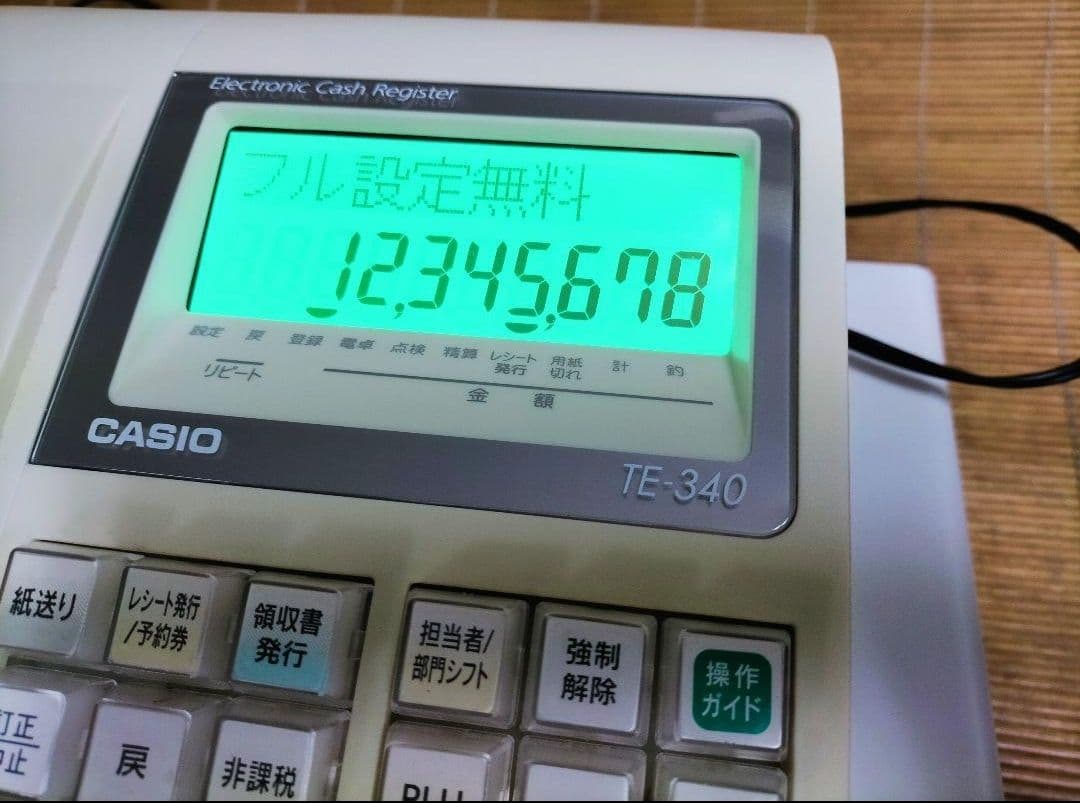 Electronic Cash Register
フル設定無料
12,345,678
設定 戻 登録 電卓 点検 精算 レシート発行 用紙切れ 計 釣
リピート 金額
CASIO
TE-340
紙送り レシート発行/予約券 領収書発行 担当者/部門シフト 強制解除 操作ガイド
訂正 戻 非課税 PLU